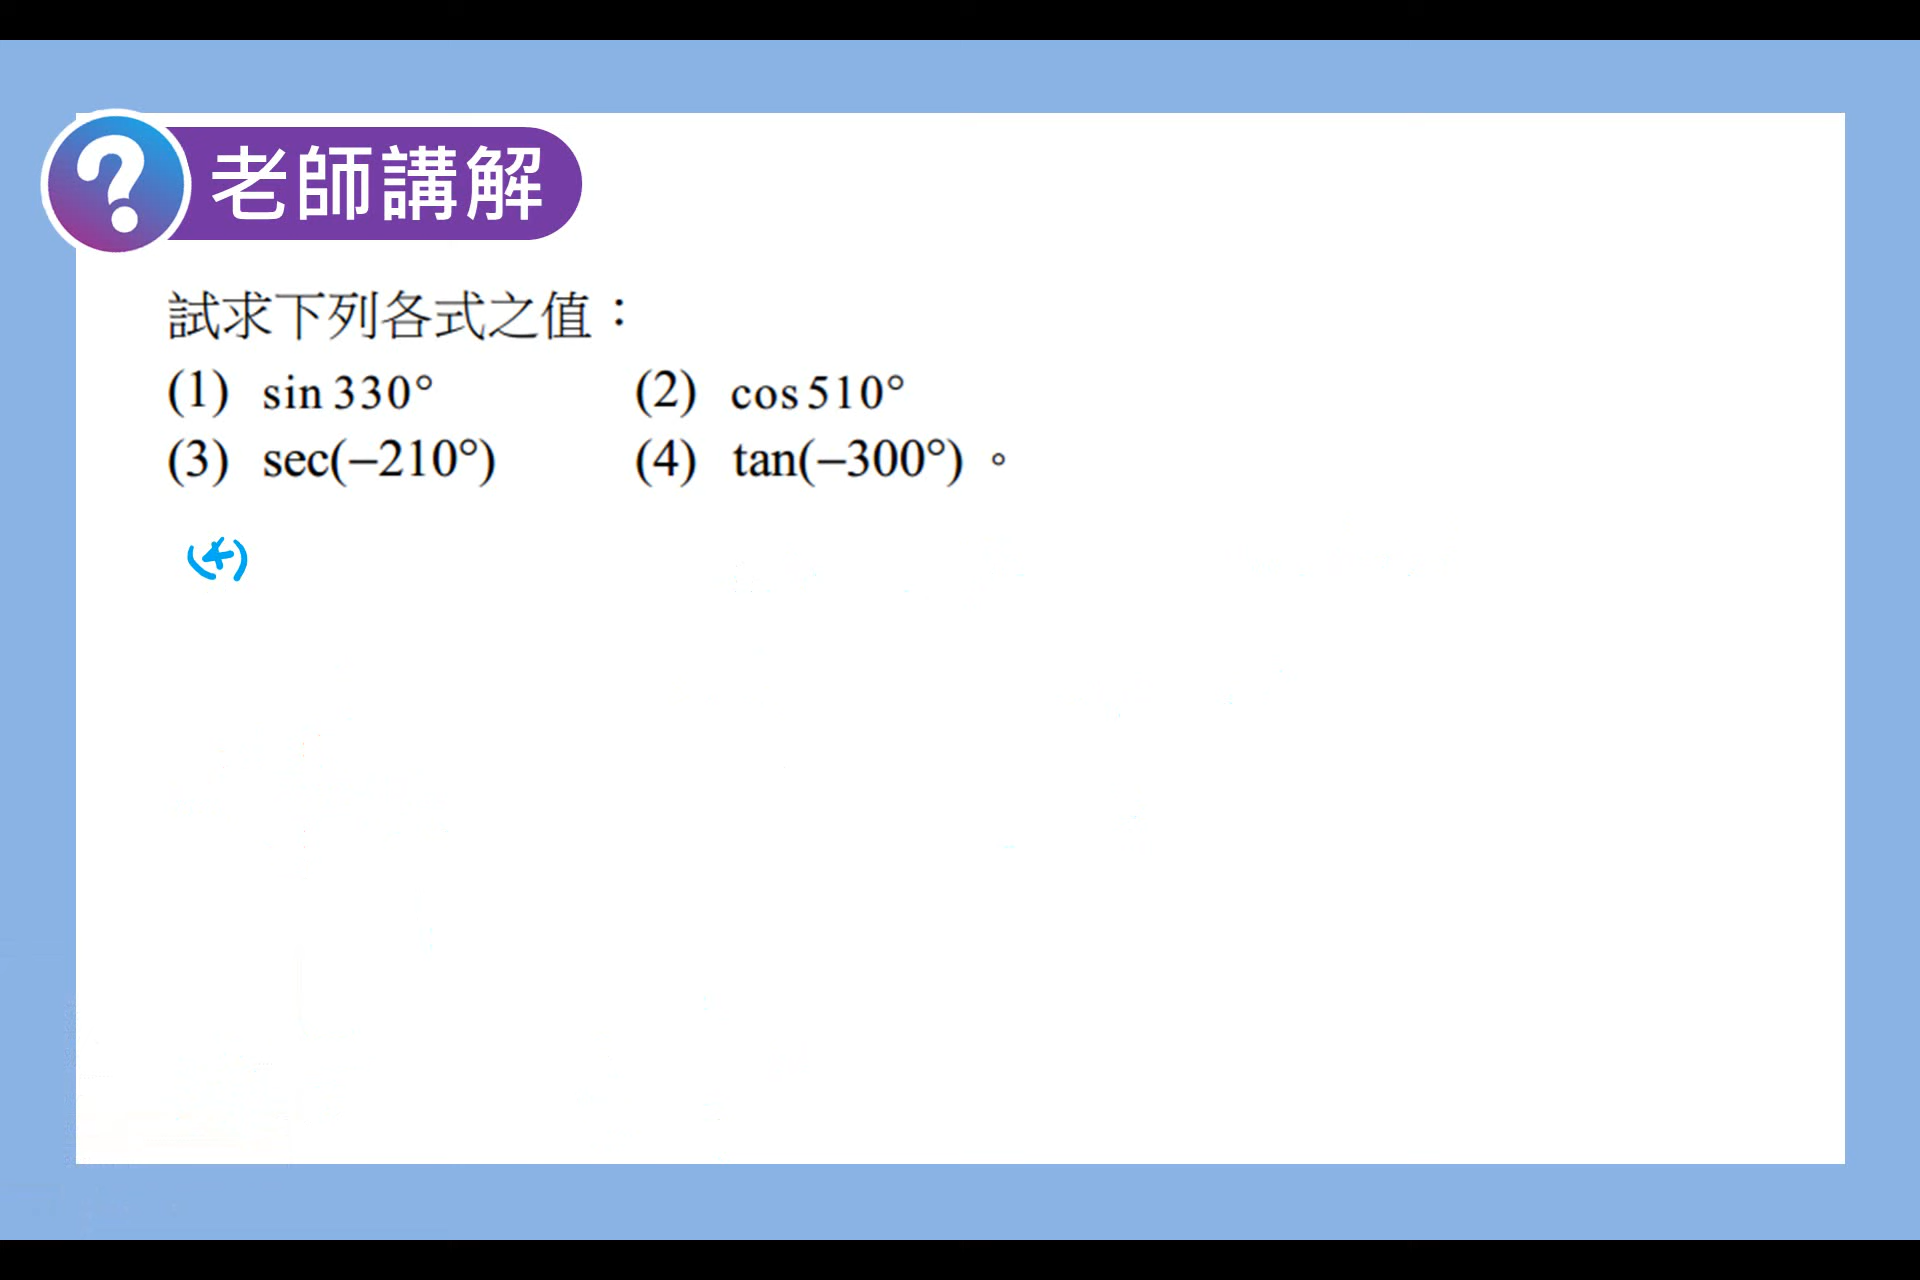 老師講解
試求下列各式之值：
(1) sin 330° (2) cos 510°
(3) sec(−210°) (4) tan(−300°)。
(4)